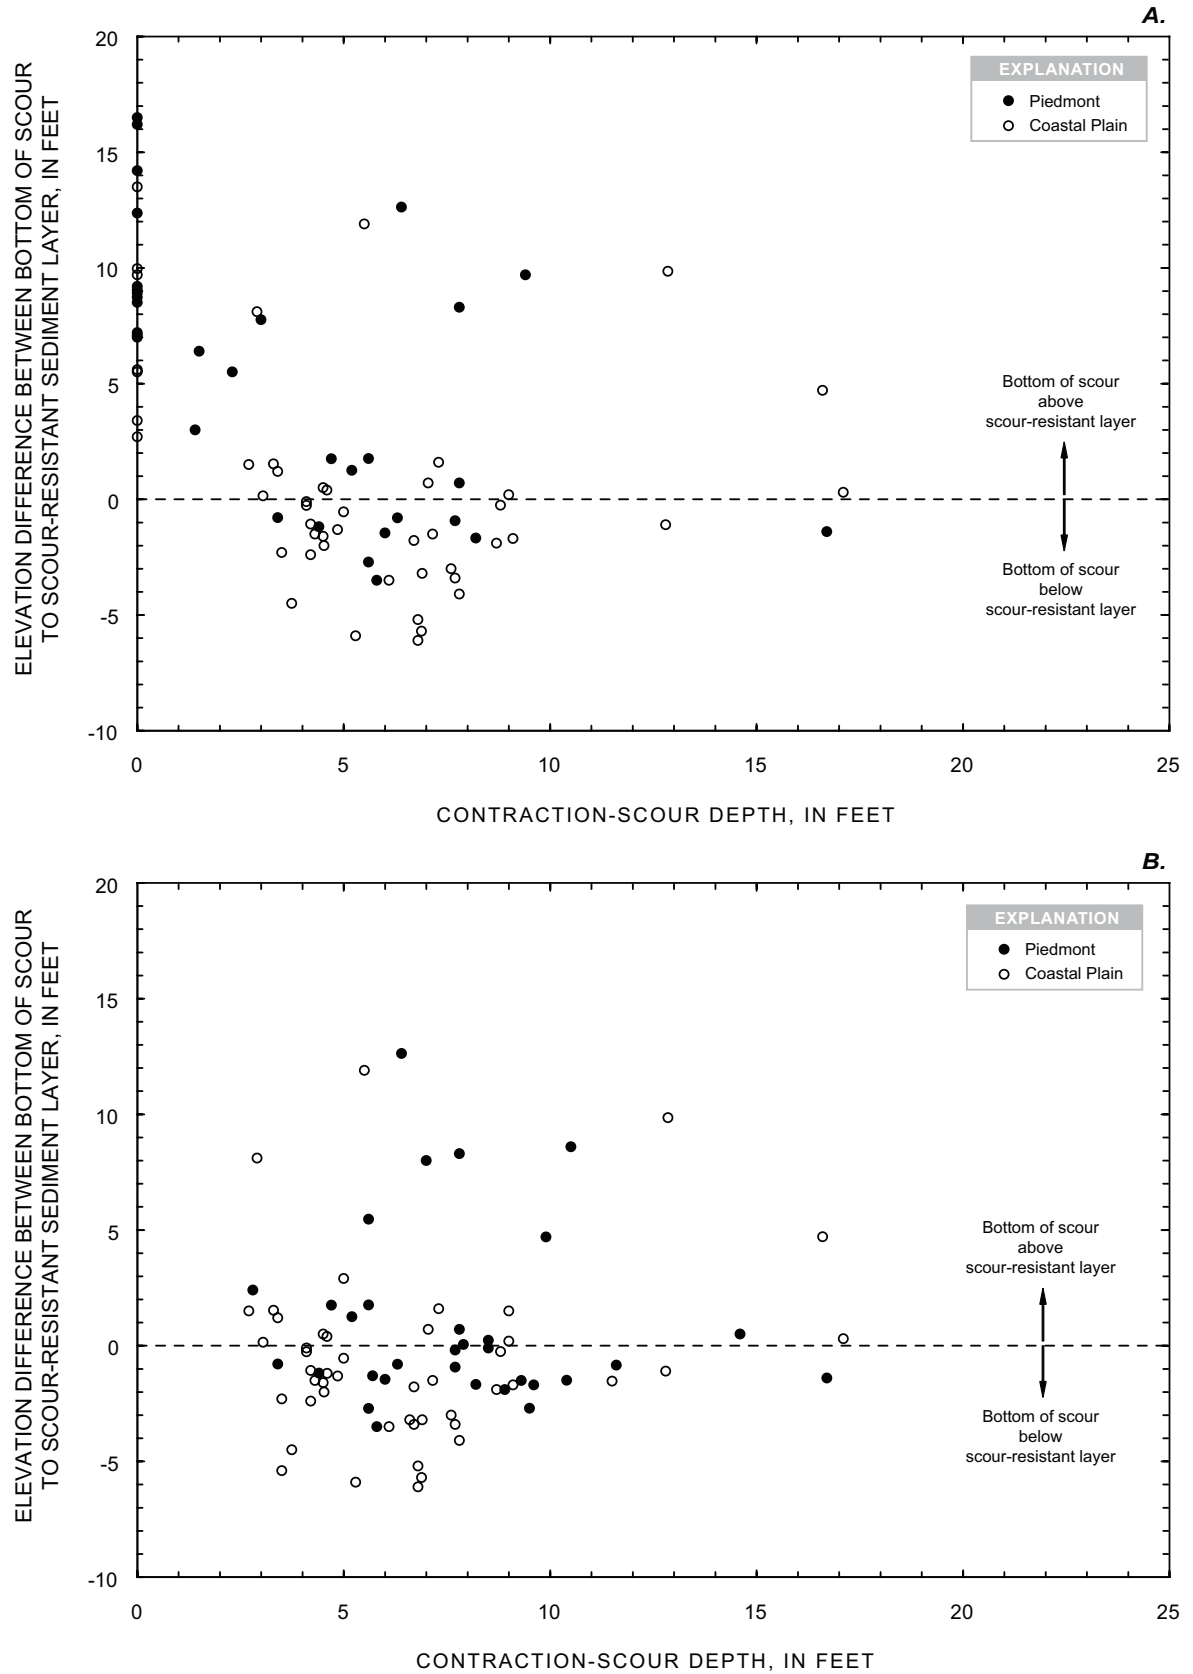 A.
20
15
10
5
0
-5
-10
ELEVATION DIFFERENCE BETWEEN BOTTOM OF SCOUR
TO SCOUR-RESISTANT SEDIMENT LAYER, IN FEET
EXPLANATION
Piedmont
Coastal Plain
Bottom of scour
above
scour-resistant layer
Bottom of scour
below
scour-resistant layer
0 5 10 15 20 25
CONTRACTION-SCOUR DEPTH, IN FEET
B.
20
15
10
5
0
-5
-10
ELEVATION DIFFERENCE BETWEEN BOTTOM OF SCOUR
TO SCOUR-RESISTANT SEDIMENT LAYER, IN FEET
EXPLANATION
Piedmont
Coastal Plain
Bottom of scour
above
scour-resistant layer
Bottom of scour
below
scour-resistant layer
0 5 10 15 20 25
CONTRACTION-SCOUR DEPTH, IN FEET